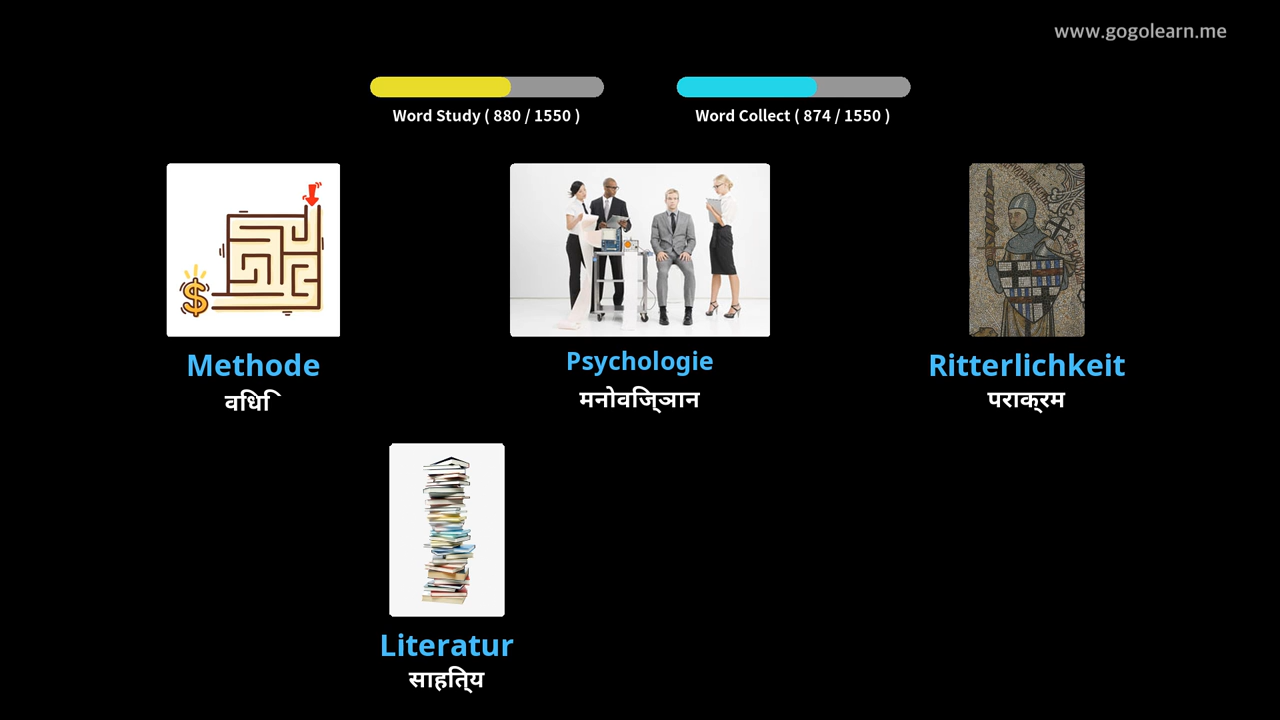 www.gogolearn.me
Word Study ( 880 / 1550 )
Word Collect ( 874 / 1550 )
Methode
विधि
Psychologie
मनोविज्ञान
Ritterlichkeit
पराक्रम
Literatur
साहित्य